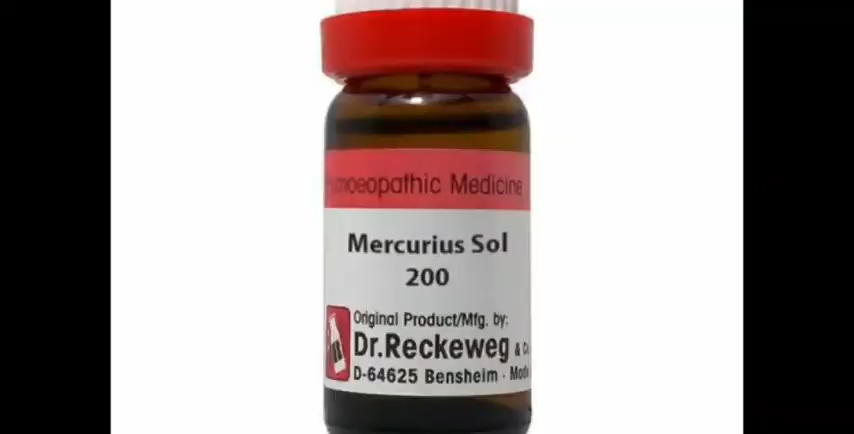 Medicine
Mercurius Sol
200
Original Product/Mfg. by:
Dr.Reckeweg &
D-64625 Bensheim -